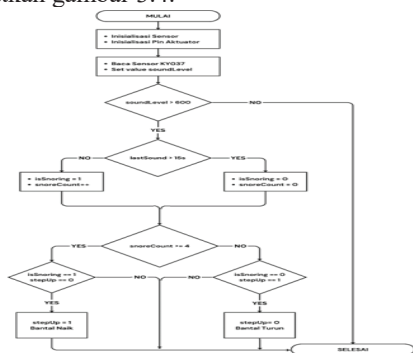 MULAI
• Inisialisasi Sensor
• Inisialisasi Pin Aktuator
• Baca Sensor KY037
• Set value soundLevel
soundLevel > 600
NO
YES
NO
lastSound > 15s
YES
• isSnoring = 1
• snoreCount++
• isSnoring = 0
• snoreCount = 0
YES
NO
isSnoring == 1
stepUp == 0
NO
NO
isSnoring == 0
stepUp == 1
YES
YES
stepUp = 1
Bantal Naik
stepUp= 0
Bantal Turun
SELESAI